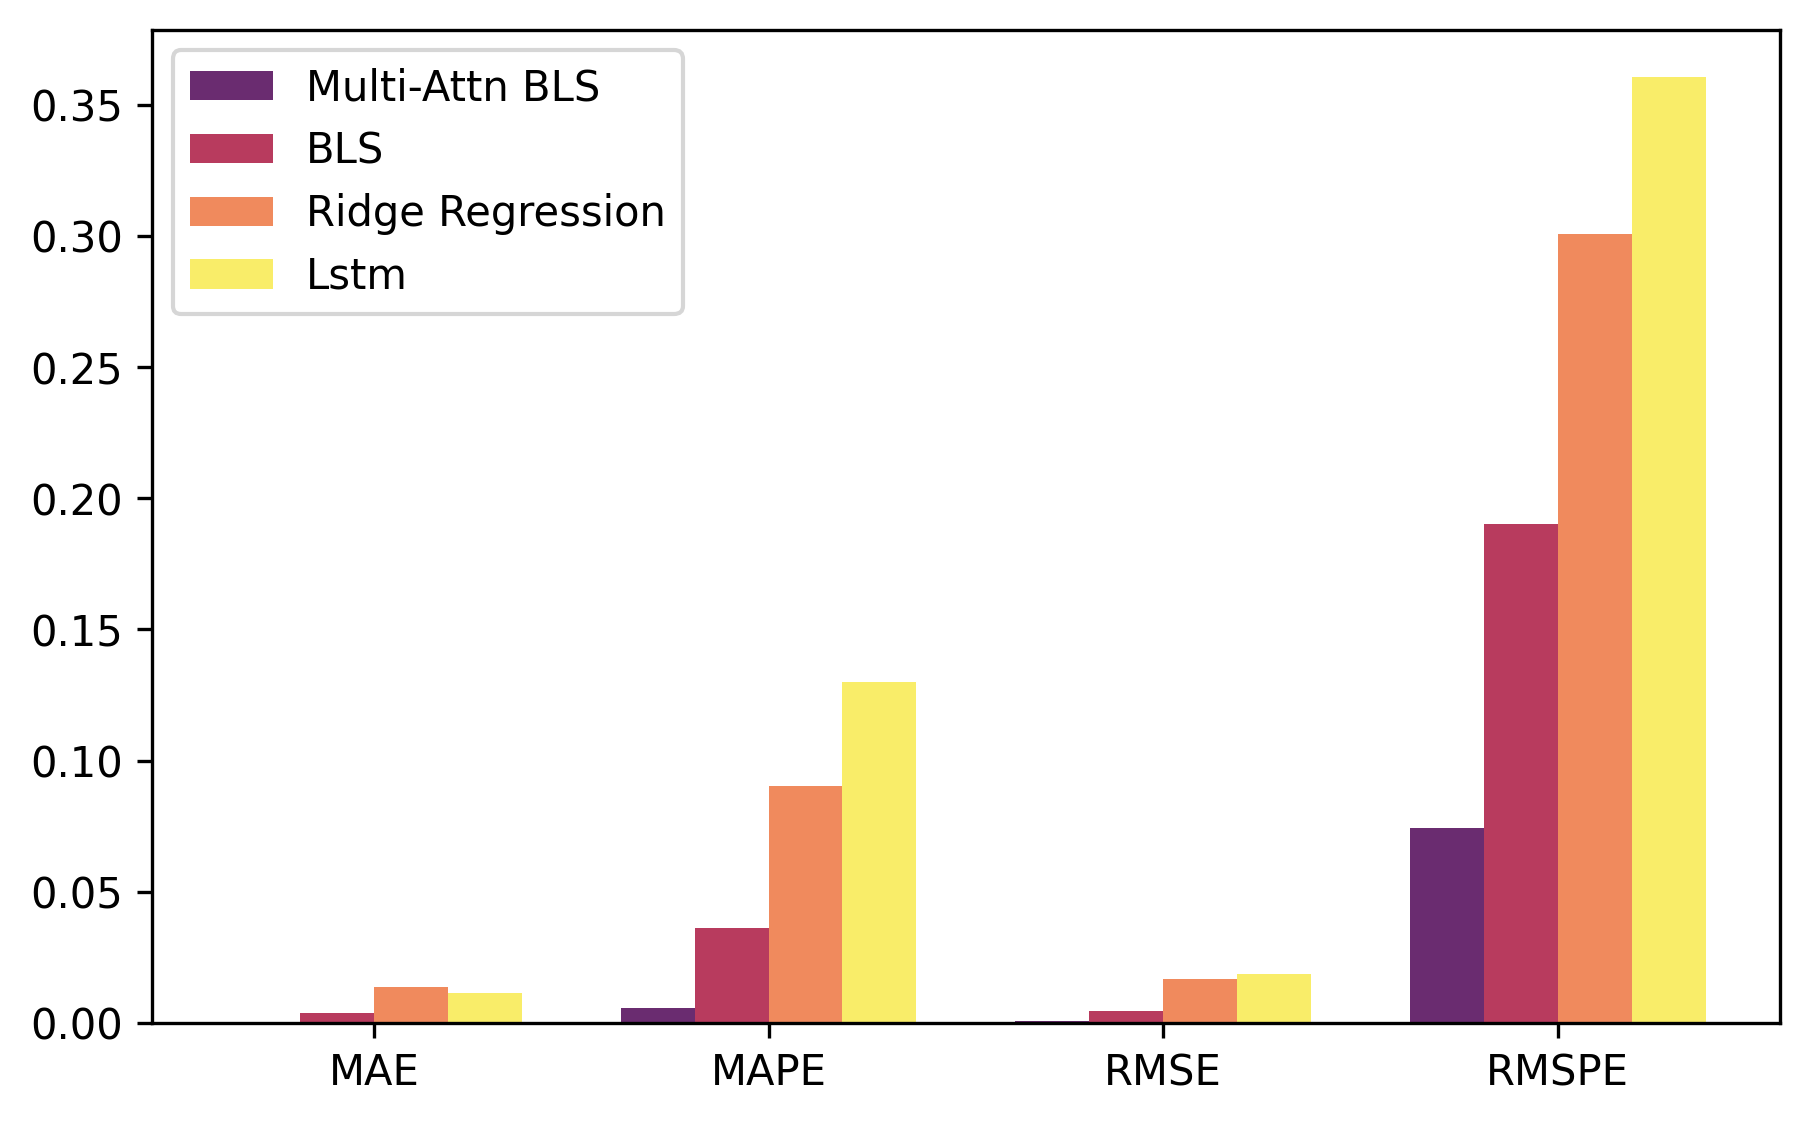 Multi-Attn BLS
BLS
Ridge Regression
Lstm
0.35
0.30
0.25
0.20
0.15
0.10
0.05
0.00
MAE MAPE RMSE RMSPE